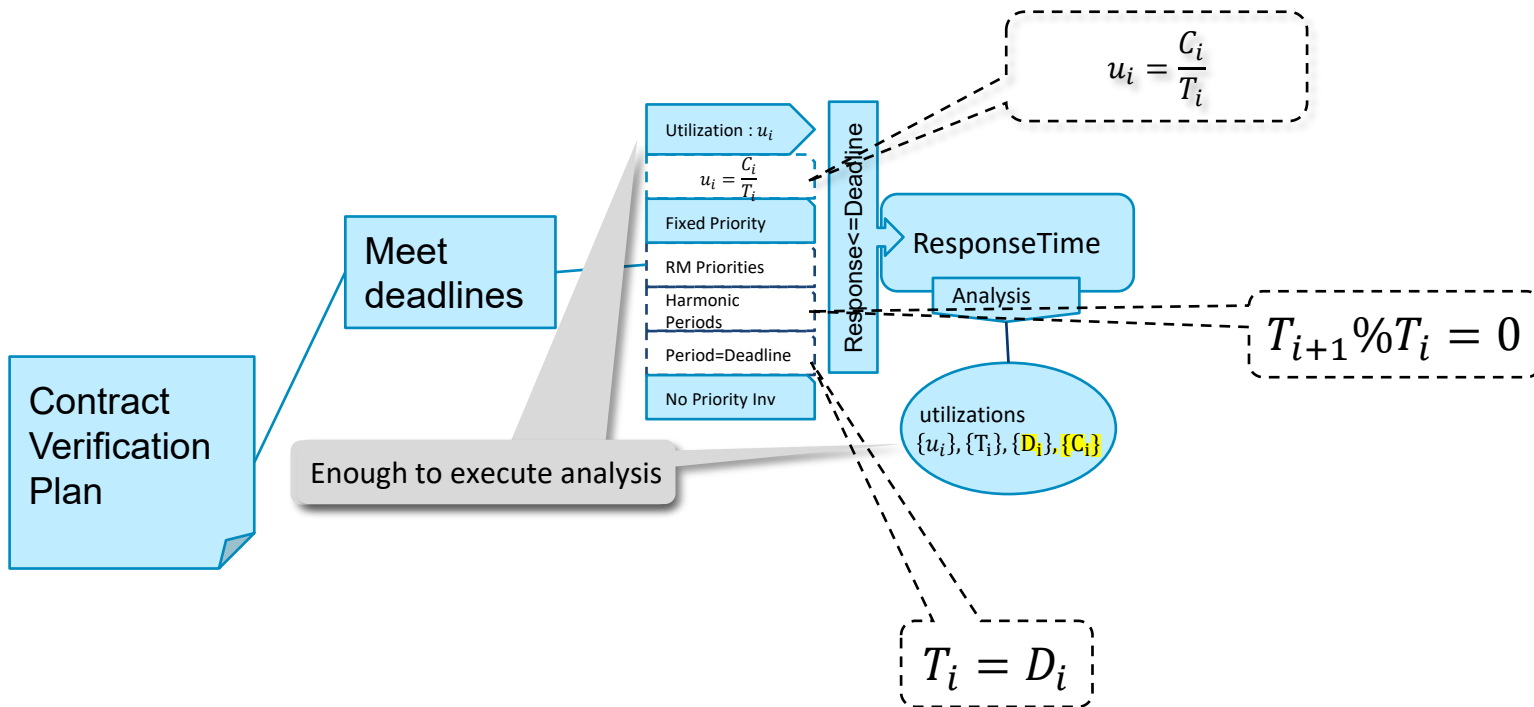 Contract
Verification
Plan
Meet
deadlines
Enough to execute analysis
Utilization : uᵢ
uᵢ = Cᵢ/Tᵢ
Fixed Priority
RM Priorities
Harmonic
Periods
Period=Deadline
No Priority Inv
Response<=Deadline
ResponseTime
Analysis
utilizations
{uᵢ}, {Tᵢ}, {Dᵢ}, {Cᵢ}
uᵢ = Cᵢ/Tᵢ
Tᵢ₊₁%Tᵢ = 0
Tᵢ = Dᵢ